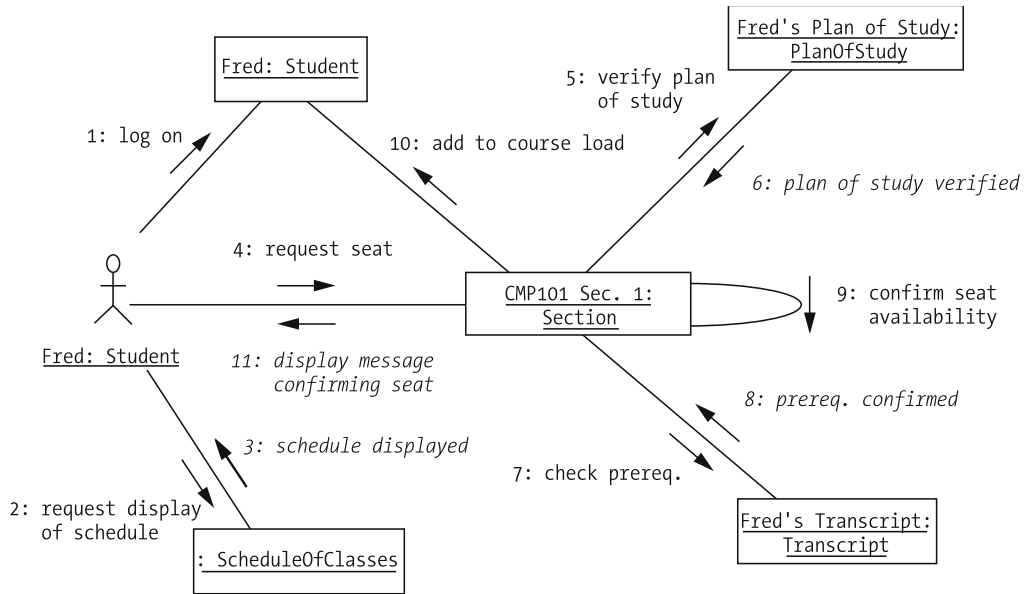 Fred's Plan of Study:
PlanOfStudy
Fred: Student
5: verify plan
of study
1: log on
10: add to course load
6: plan of study verified
4: request seat
CMP101 Sec. 1:
Section
9: confirm seat
availability
Fred: Student
11: display message
confirming seat
8: prereq. confirmed
3: schedule displayed
7: check prereq.
2: request display
of schedule
Fred's Transcript:
Transcript
: ScheduleOfClasses